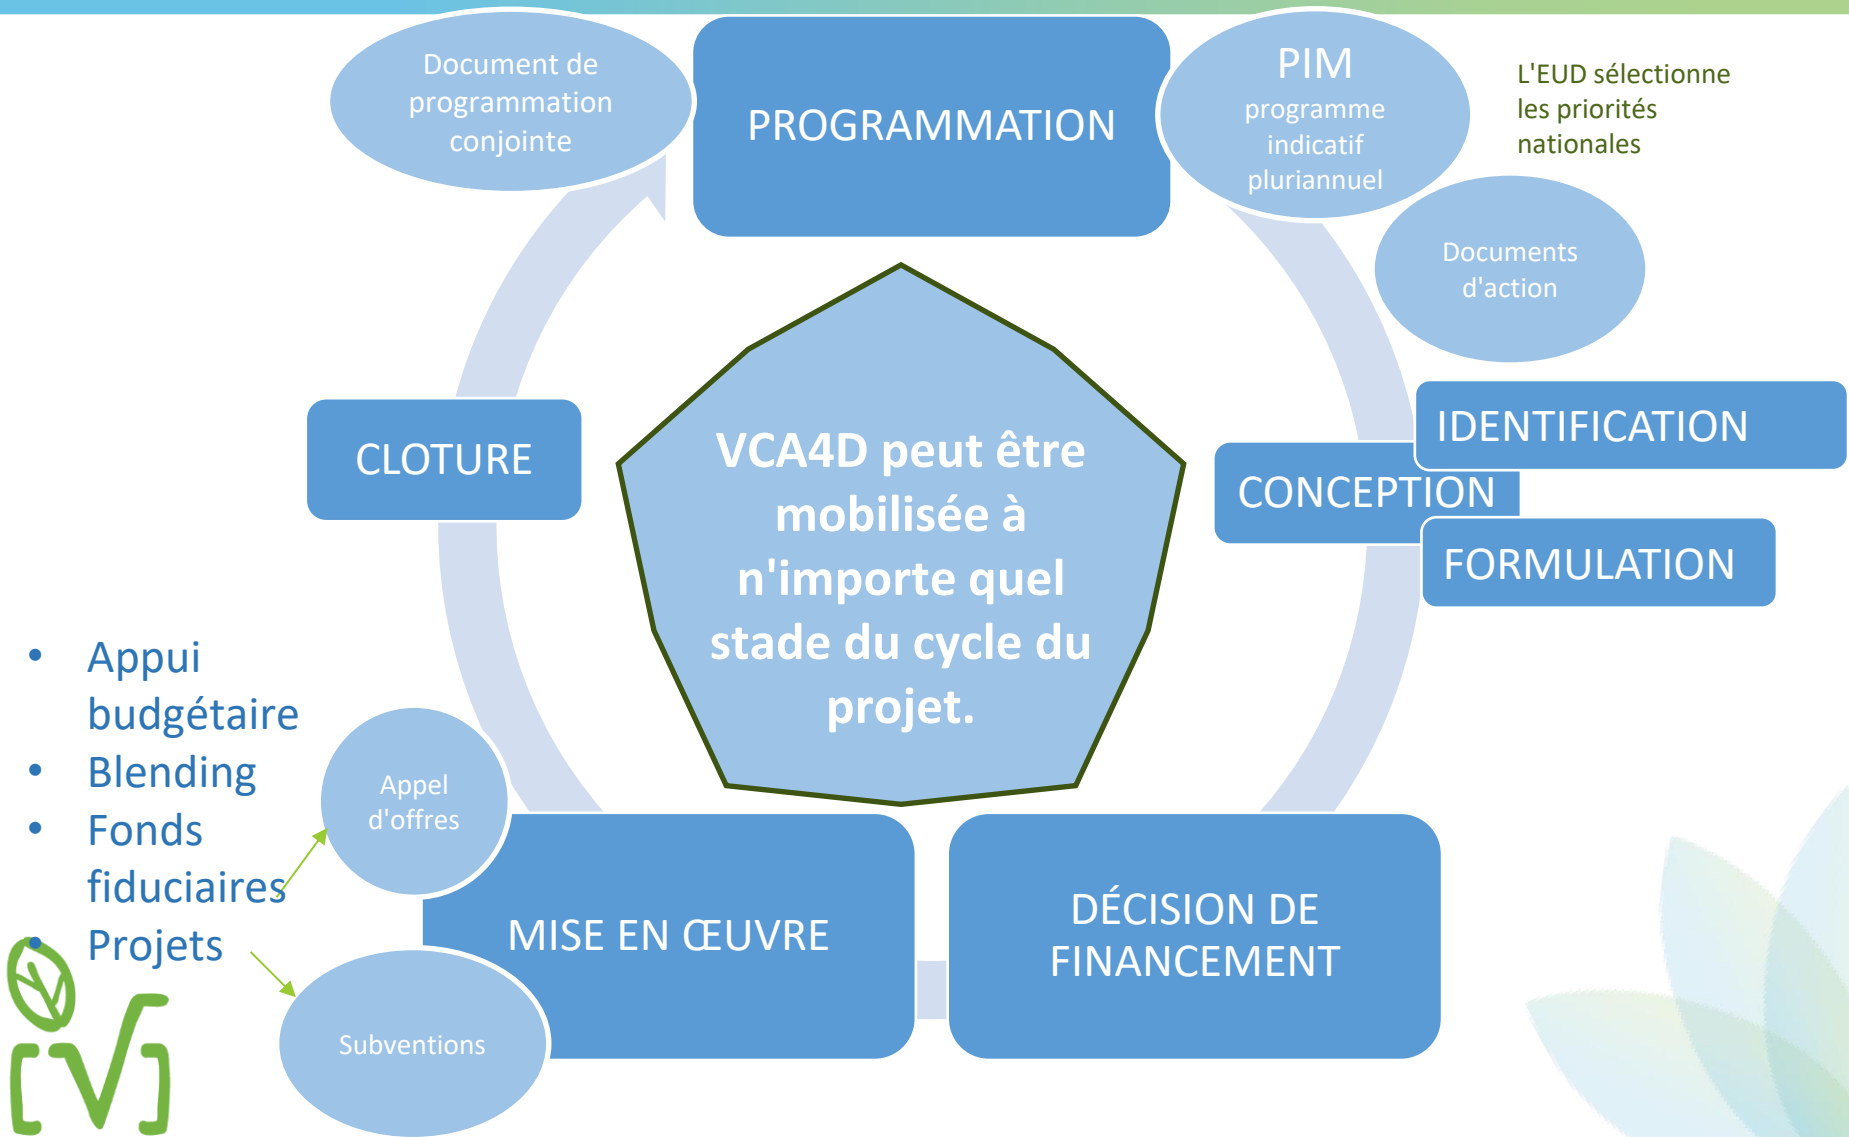 Document de
programmation
conjointe
PROGRAMMATION
PIM
programme
indicatif
pluriannuel
L'EUD sélectionne
les priorités
nationales
Documents
d'action
IDENTIFICATION
CONCEPTION
FORMULATION
CLOTURE
VCA4D peut être
mobilisée à
n'importe quel
stade du cycle du
projet.
• Appui
budgétaire
• Blending
• Fonds
fiduciaires
• Projets
Appel
d'offres
MISE EN ŒUVRE
DÉCISION DE
FINANCEMENT
Subventions